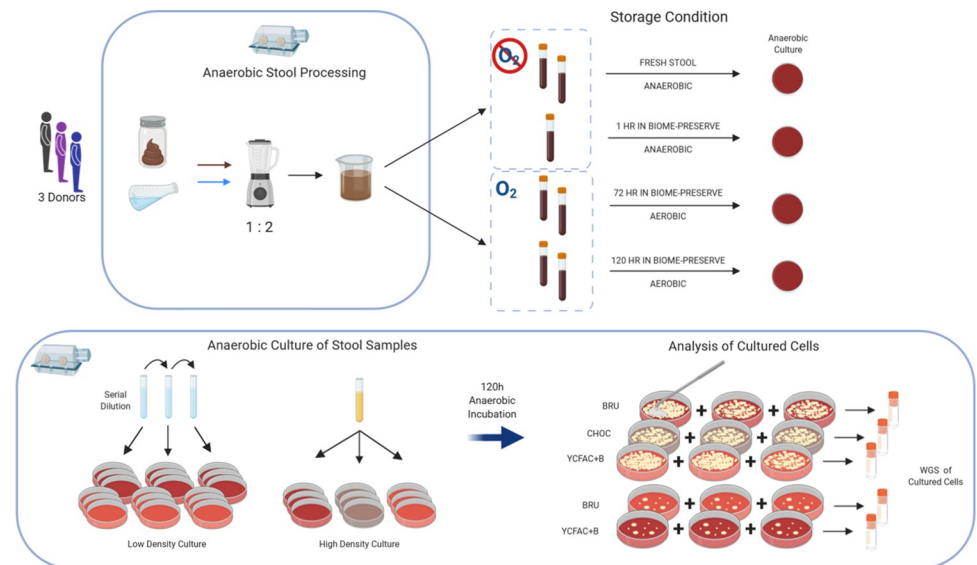 Storage Condition
Anaerobic Stool Processing
3 Donors
1 : 2
O2
O2
FRESH STOOL
ANAEROBIC
1 HR IN BIOME-PRESERVE
ANAEROBIC
72 HR IN BIOME-PRESERVE
AEROBIC
120 HR IN BIOME-PRESERVE
AEROBIC
Anaerobic
Culture
Anaerobic Culture of Stool Samples
Serial
Dilution
Low Density Culture
High Density Culture
120h
Anaerobic
Incubation
Analysis of Cultured Cells
BRU
+ +
CHOC
+ +
YCFAC+B
+ +
BRU
+ +
YCFAC+B
+ +
WGS of
Cultured Cells